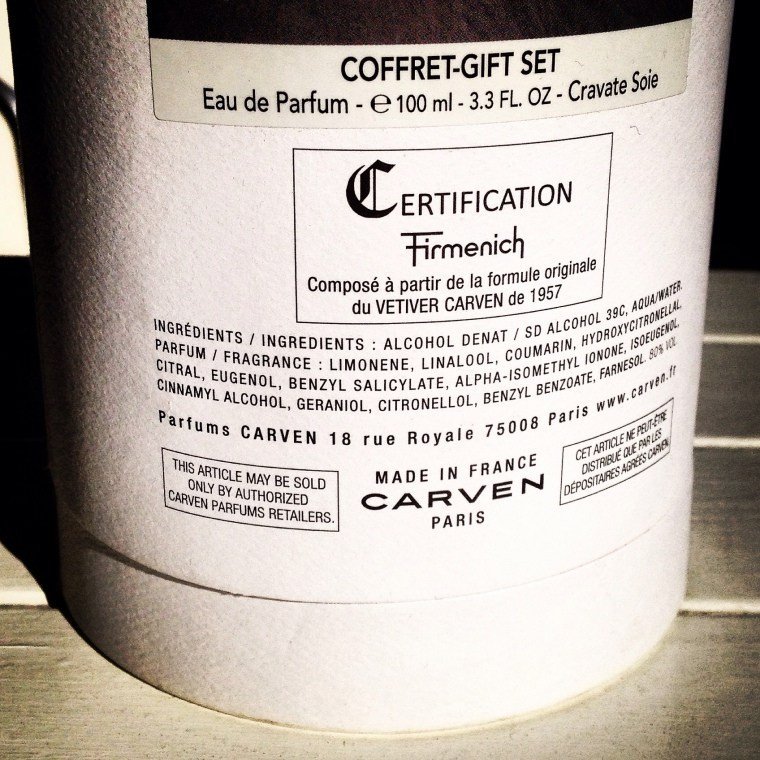 COFFRET-GIFT SET
Eau de Parfum - ℮ 100 ml - 3.3 FL. OZ - Cravate Soie
CERTIFICATION
Firmenich
Composé à partir de la formule originale
du VETIVER CARVEN de 1957
INGRÉDIENTS / INGREDIENTS : ALCOHOL DENAT / SD ALCOHOL 39C, AQUA/WATER.
PARFUM / FRAGRANCE : LIMONENE, LINALOOL, COUMARIN, HYDROXYCITRONELLAL,
CITRAL, EUGENOL, BENZYL SALICYLATE, ALPHA-ISOMETHYL IONONE, ISOEUGENOL,
CINNAMYL ALCOHOL, GERANIOL, CITRONELLOL, BENZYL BENZOATE, FARNESOL. 80% VOL
Parfums CARVEN 18 rue Royale 75008 Paris www.carven.fr
THIS ARTICLE MAY BE SOLD
ONLY BY AUTHORIZED
CARVEN PARFUMS RETAILERS.
MADE IN FRANCE
CARVEN
PARIS
CET ARTICLE NE PEUT-ÊTRE
DISTRIBUÉ QUE PAR LES
DÉPOSITAIRES AGRÉES CARVEN